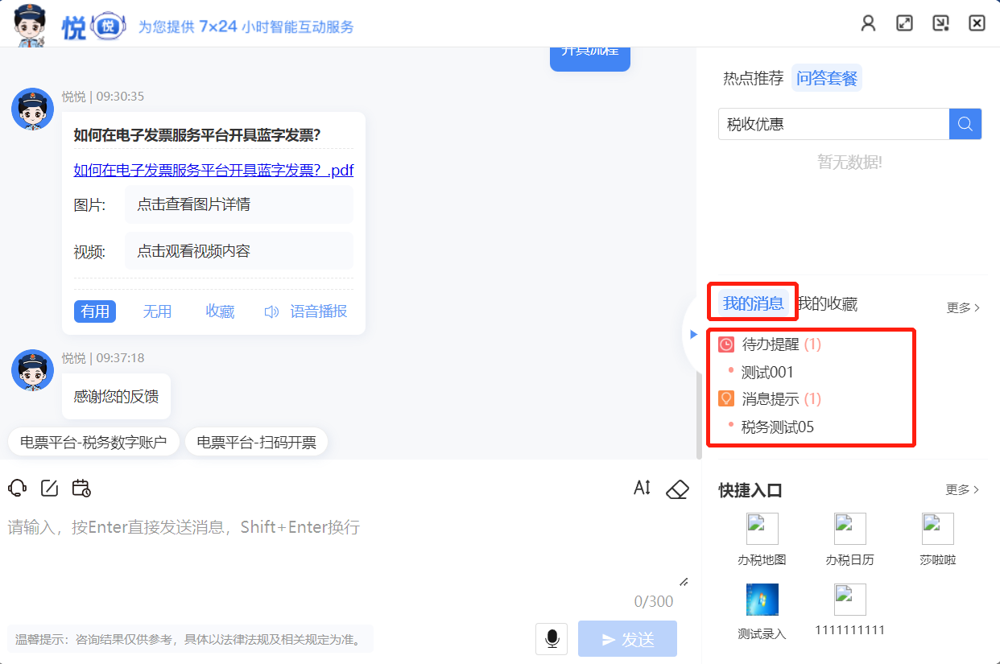 悦 悦 为您提供 7×24 小时智能互动服务
开具流程
悦悦 | 09:30:35
如何在电子发票服务平台开具蓝字发票?
如何在电子发票服务平台开具蓝字发票？.pdf
图片: 点击查看图片详情
视频: 点击观看视频内容
有用 无用 收藏 语音播报
悦悦 | 09:37:18
感谢您的反馈
电票平台-税务数字账户 电票平台-扫码开票
请输入，按Enter直接发送消息，Shift+Enter换行
0/300
温馨提示：咨询结果仅供参考，具体以法律法规及相关规定为准。
发送
热点推荐 问答套餐
税收优惠
暂无数据!
我的消息 我的收藏 更多
待办提醒 (1)
测试001
消息提示 (1)
税务测试05
快捷入口 更多
办税地图 办税日历 莎啦啦
测试录入 1111111111